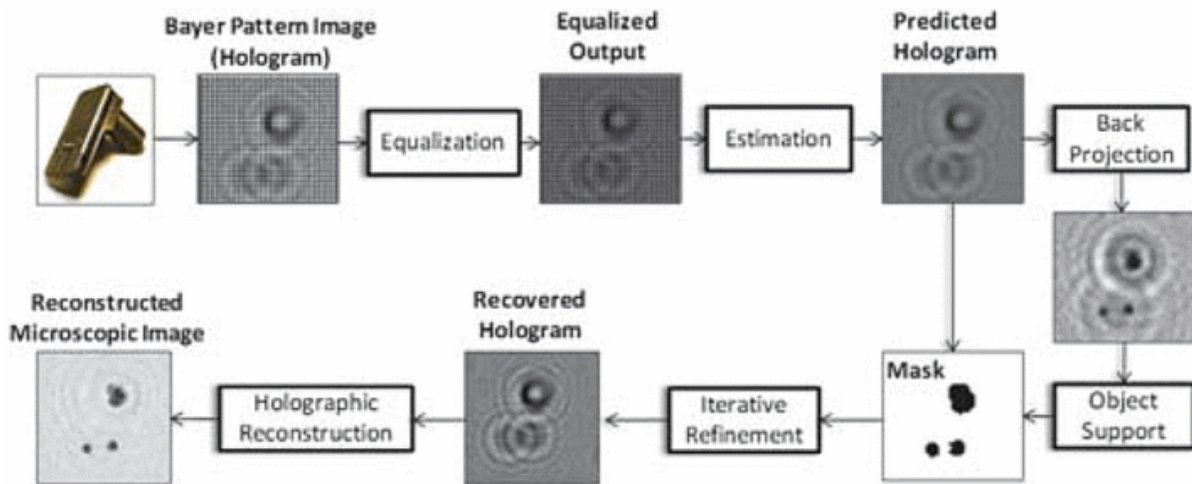 Bayer Pattern Image
(Hologram)
Equalized
Output
Predicted
Hologram
Equalization
Estimation
Back
Projection
Reconstructed
Microscopic Image
Recovered
Hologram
Mask
Holographic
Reconstruction
Iterative
Refinement
Object
Support